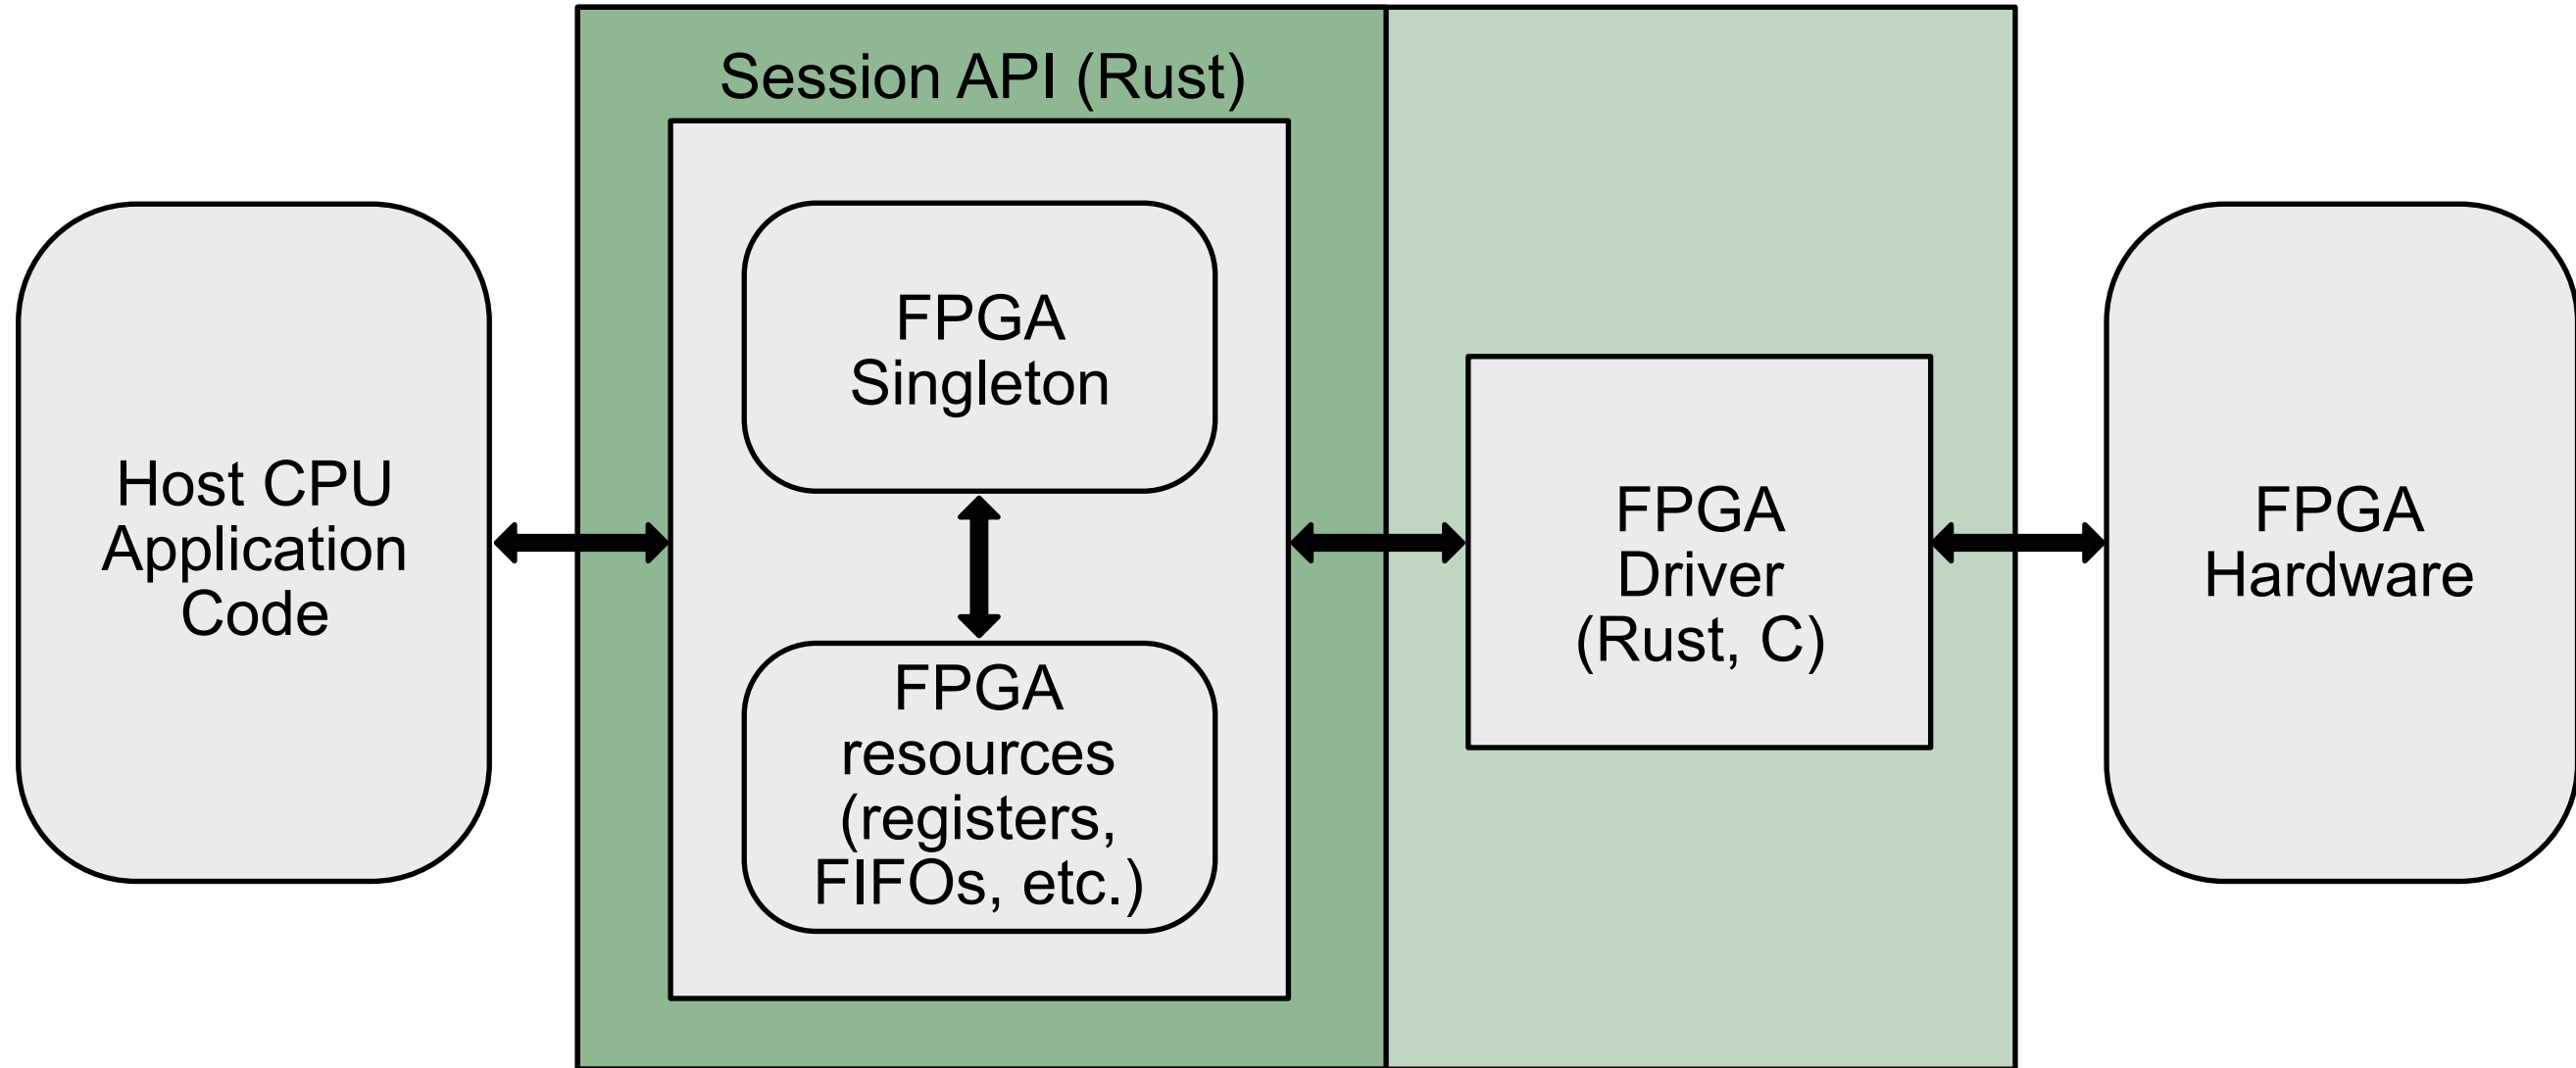 Session API (Rust)
Host CPU
Application
Code
FPGA
Singleton
FPGA
resources
(registers,
FIFOs, etc.)
FPGA
Driver
(Rust, C)
FPGA
Hardware